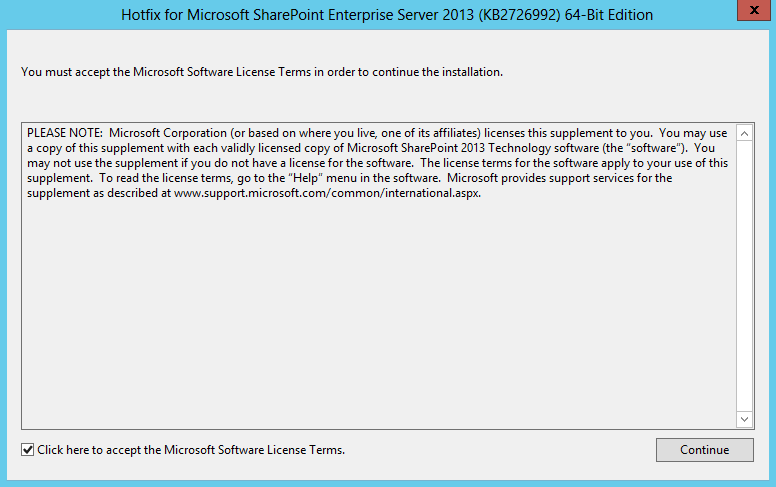 Hotfix for Microsoft SharePoint Enterprise Server 2013 (KB2726992) 64-Bit Edition
You must accept the Microsoft Software License Terms in order to continue the installation.
PLEASE NOTE:  Microsoft Corporation (or based on where you live, one of its affiliates) licenses this supplement to you.  You may use
a copy of this supplement with each validly licensed copy of Microsoft SharePoint 2013 Technology software (the “software”).  You
may not use the supplement if you do not have a license for the software.  The license terms for the software apply to your use of this
supplement.  To read the license terms, go to the “Help” menu in the software.  Microsoft provides support services for the
supplement as described at www.support.microsoft.com/common/international.aspx.
Click here to accept the Microsoft Software License Terms.
Continue